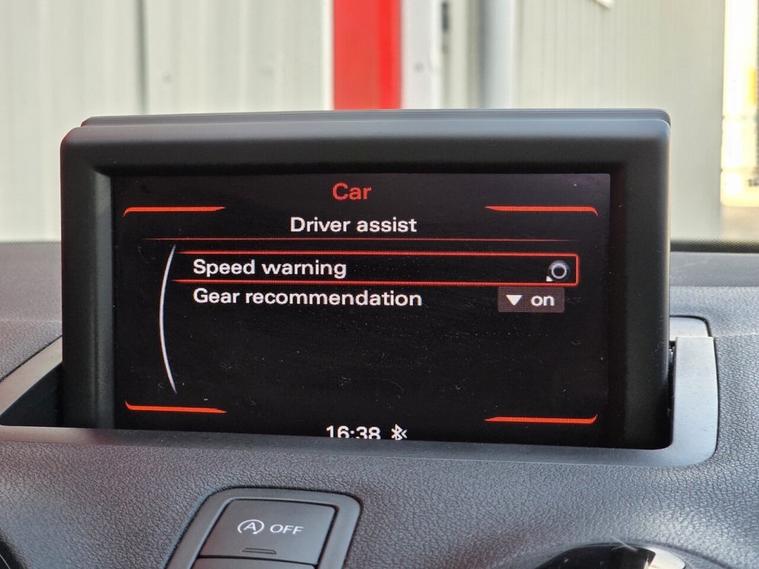 Car
Driver assist
Speed warning
Gear recommendation
on
16:38
A OFF